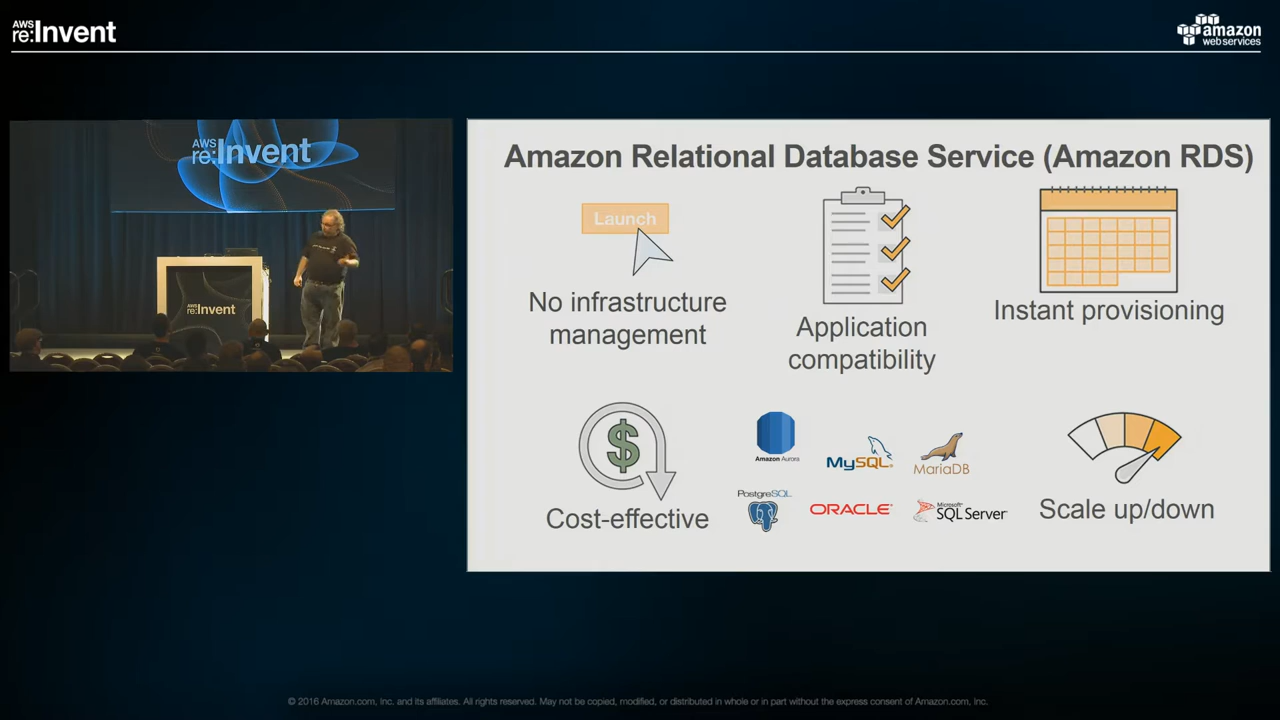 AWS
re:Invent
amazon
web services
AWS
re:Invent
AWS
re:Invent
Amazon Relational Database Service (Amazon RDS)
Launch
No infrastructure
management
Application
compatibility
Instant provisioning
Cost-effective
Amazon Aurora
MySQL®
MariaDB
PostgreSQL
ORACLE®
Microsoft®
SQL Server®
Scale up/down
© 2016 Amazon.com, Inc. and its affiliates. All rights reserved. May not be copied, modified, or distributed in whole or in part without the express consent of Amazon.com, Inc.